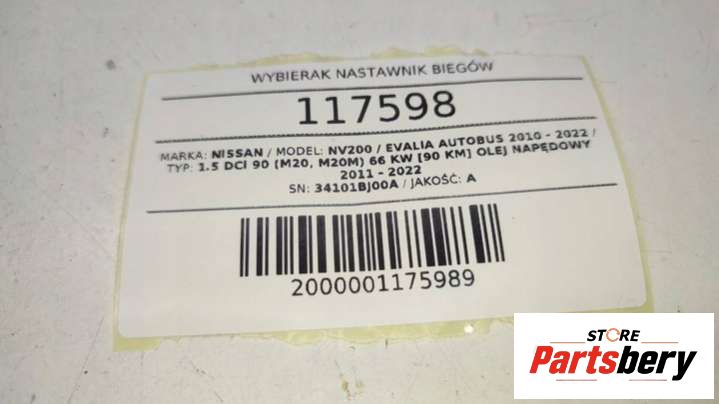 WYBIERAK NASTAWNIK BIEGÓW
117598
MARKA: NISSAN / MODEL: NV200 / EVALIA AUTOBUS 2010 - 2022 /
TYP: 1.5 DCI 90 (M20, M20M) 66 KW [90 KM] OLEJ NAPĘDOWY
2011 - 2022
SN: 34101BJ00A / JAKOŚĆ: A
2000001175989
STORE
Partsbery